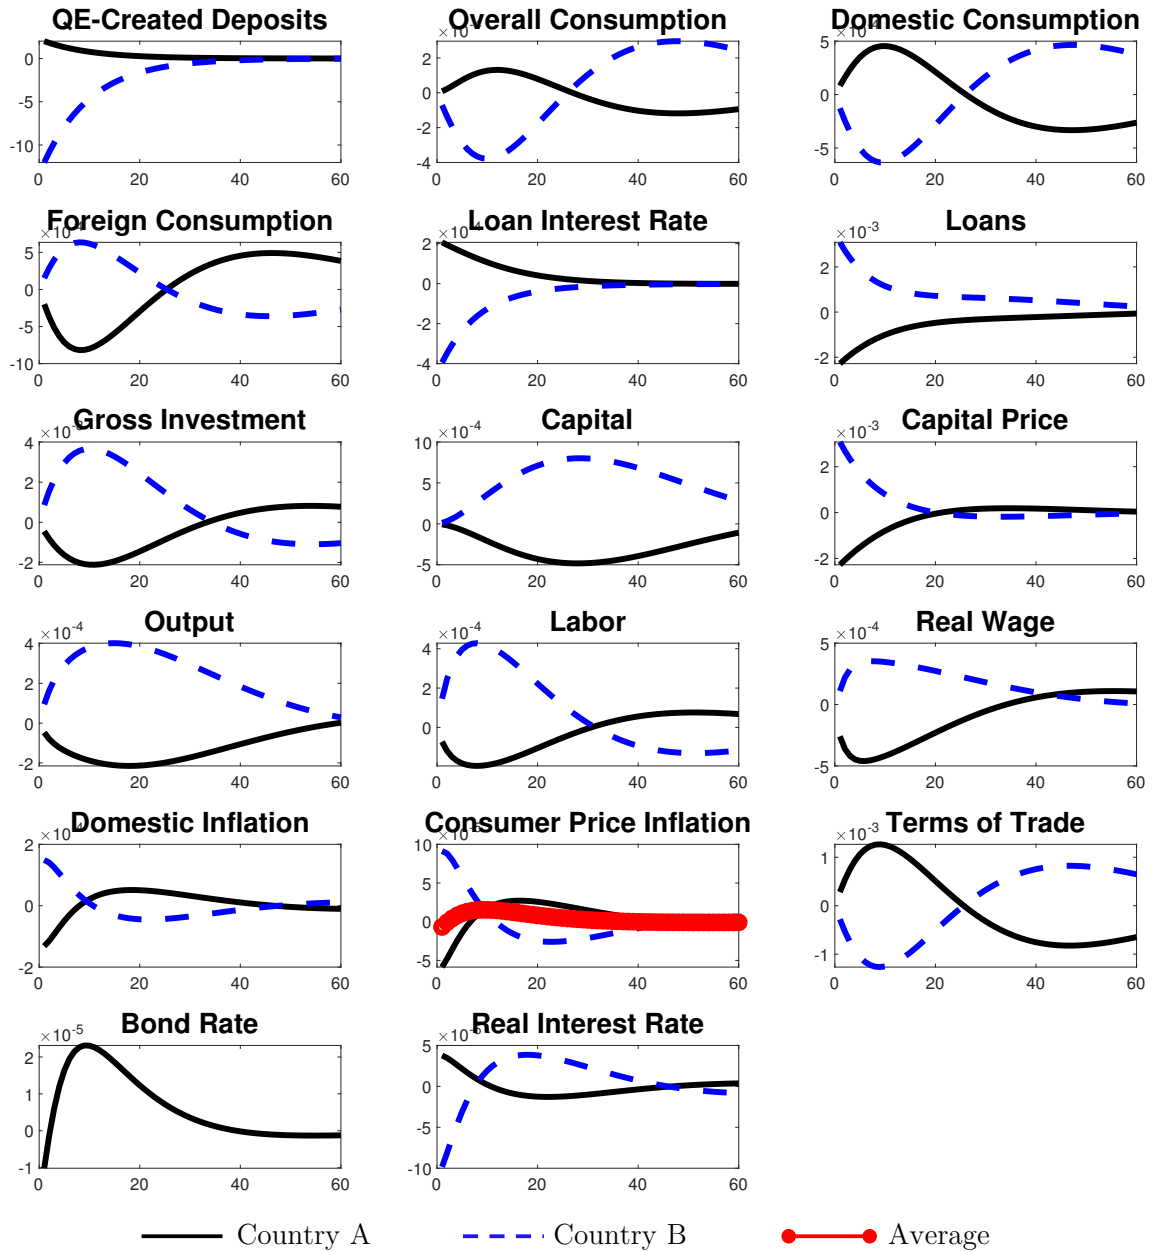 QE-Created Deposits
0
-5
-10
0 20 40 60
Overall Consumption
2
0
-2
-4
0 20 40 60
Domestic Consumption
5
0
-5
0 20 40 60
Foreign Consumption
5
0
-5
-10
0 20 40 60
Loan Interest Rate
2
0
-2
-4
0 20 40 60
Loans
×10-3
2
0
-2
0 20 40 60
Gross Investment
4
2
0
-2
0 20 40 60
Capital
10 ×10-4
5
0
-5
0 20 40 60
Capital Price
×10-3
2
0
-2
0 20 40 60
Output
4 ×10-4
2
0
-2
0 20 40 60
Labor
×10-4
4
2
0
0 20 40 60
Real Wage
5 ×10-4
0
-5
0 20 40 60
Domestic Inflation
2
0
-2
0 20 40 60
Consumer Price Inflation
10
5
0
-5
0 20 40 60
Terms of Trade
×10-3
1
0
-1
0 20 40 60
Bond Rate
×10-5
2
1
0
-1
0 20 40 60
Real Interest Rate
5
0
-5
-10
0 20 40 60
Country A Country B Average